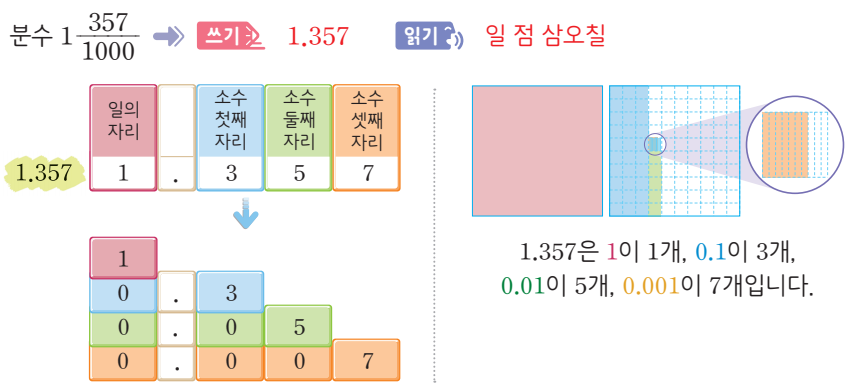 분수 1 357/1000 쓰기 1.357 읽기 일 점 삼오칠
일의 자리 소수 첫째 자리 소수 둘째 자리 소수 셋째 자리
1.357 1 . 3 5 7
1
0 . 3
0 . 0 5
0 . 0 0 7
1.357은 1이 1개, 0.1이 3개,
0.01이 5개, 0.001이 7개입니다.